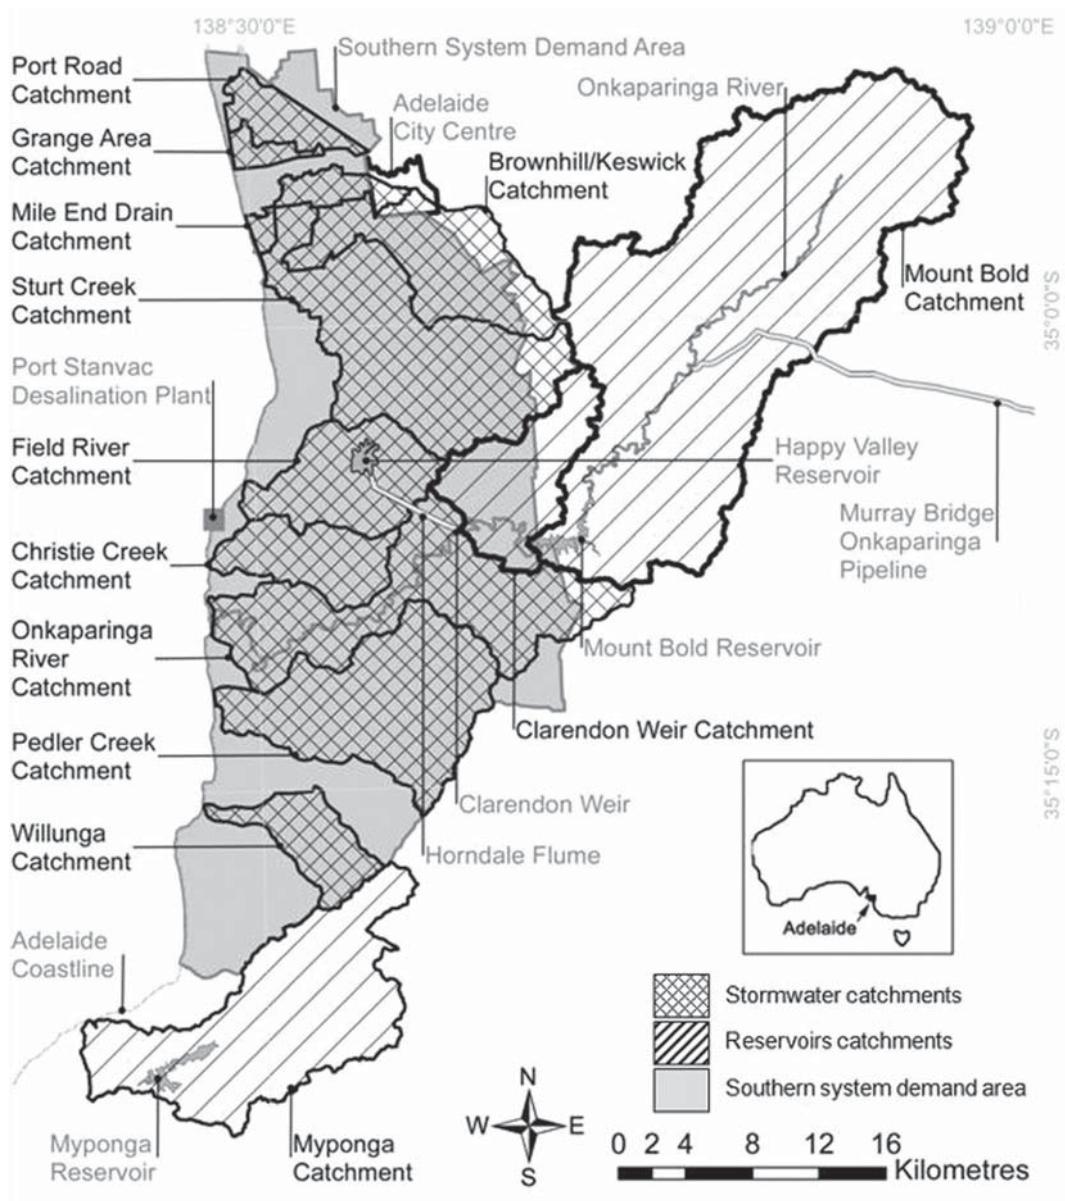 138°30'0"E
139°0'0"E
Southern System Demand Area
Port Road
Catchment
Onkaparinga River
Adelaide
City Centre
Grange Area
Catchment
Brownhill/Keswick
Catchment
Mile End Drain
Catchment
Mount Bold
Catchment
Sturt Creek
Catchment
35°0'0"S
Port Stanvac
Desalination Plant
Field River
Catchment
Happy Valley
Reservoir
Murray Bridge
Onkaparinga
Pipeline
Christie Creek
Catchment
Onkaparinga
River
Catchment
Mount Bold Reservoir
Clarendon Weir Catchment
Pedler Creek
Catchment
35°15'0"S
Clarendon Weir
Willunga
Catchment
Horndale Flume
Adelaide
Adelaide
Coastline
Stormwater catchments
Reservoirs catchments
Southern system demand area
N
W
E
S
Myponga
Reservoir
Myponga
Catchment
0 2 4 8 12 16
Kilometres